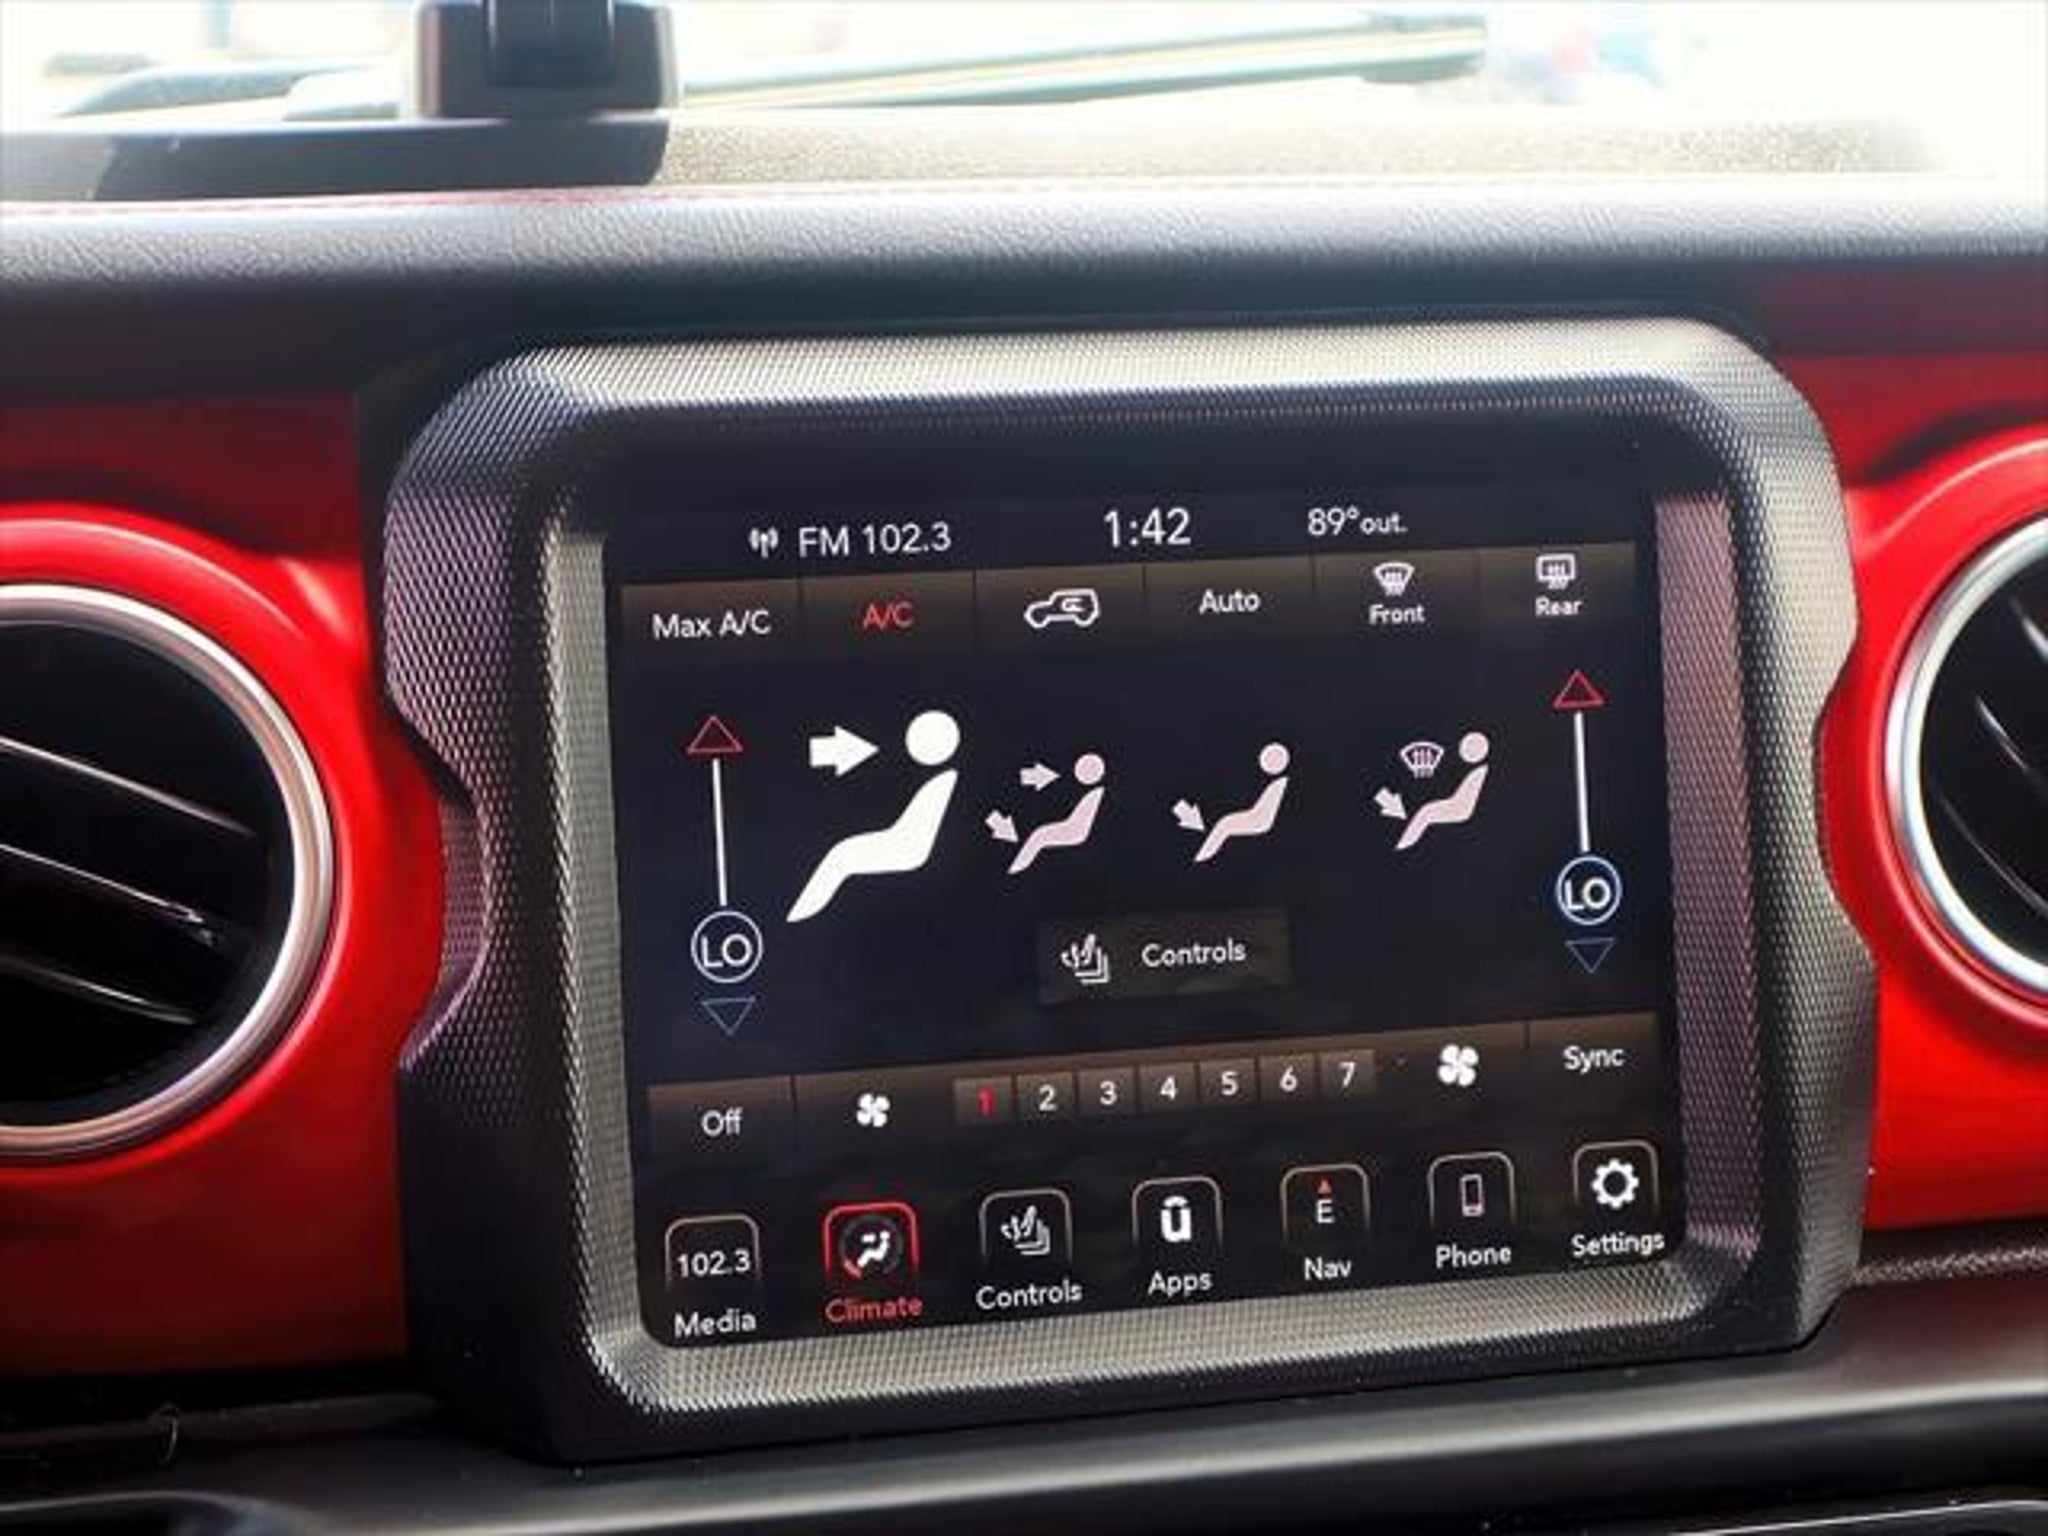 FM 102.3 1:42 89°out.
Max A/C A/C Auto Front Rear
LO LO
Controls
Off 1 2 3 4 5 6 7 Sync
102.3 E
Media Climate Controls Apps Nav Phone Settings